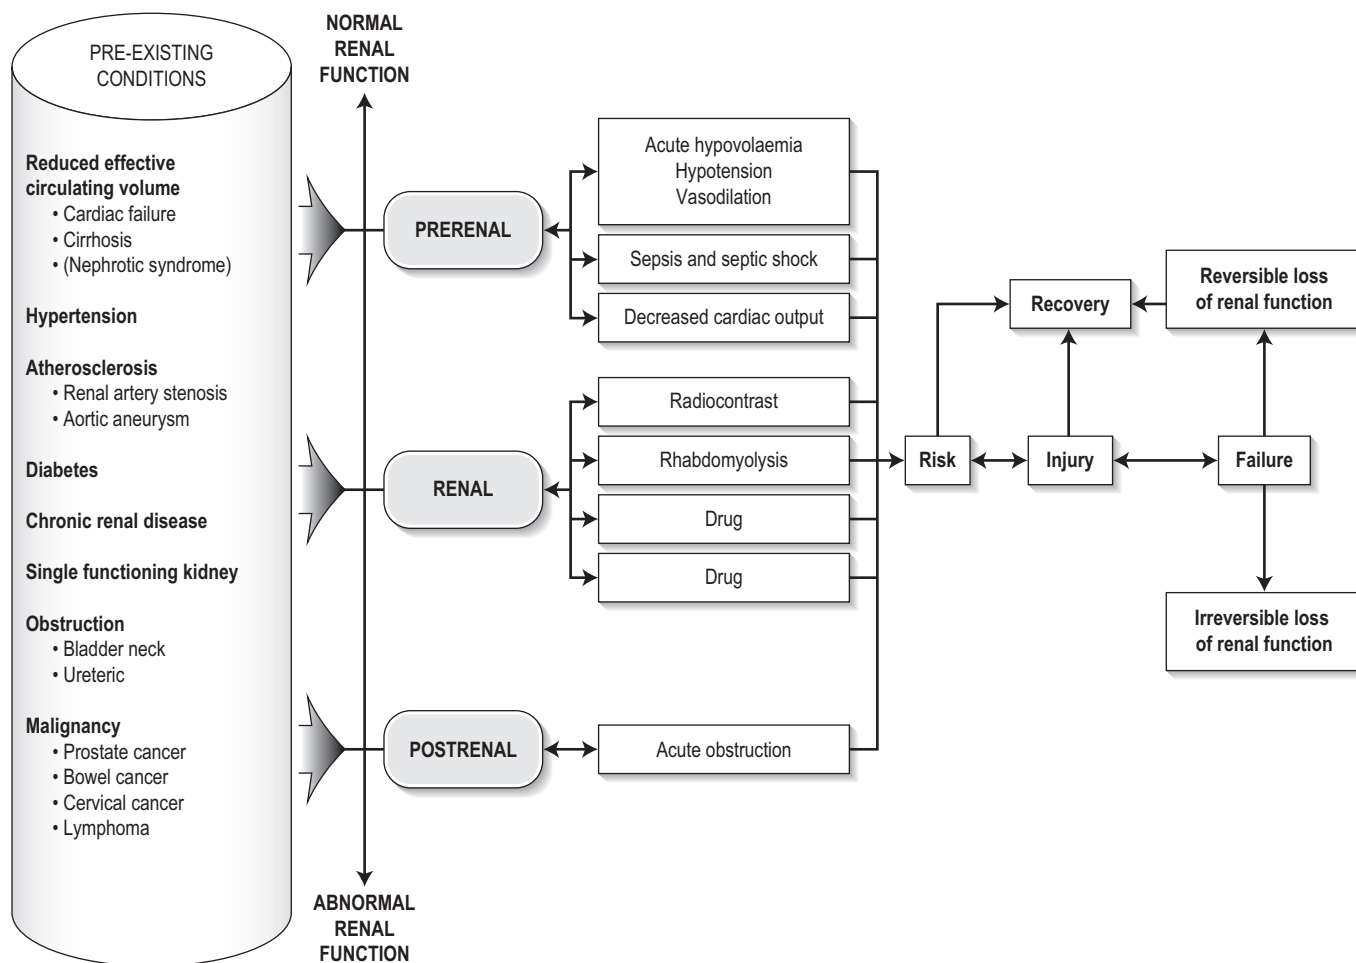 PRE-EXISTING
CONDITIONS
Reduced effective
circulating volume
• Cardiac failure
• Cirrhosis
• (Nephrotic syndrome)
Hypertension
Atherosclerosis
• Renal artery stenosis
• Aortic aneurysm
Diabetes
Chronic renal disease
Single functioning kidney
Obstruction
• Bladder neck
• Ureteric
Malignancy
• Prostate cancer
• Bowel cancer
• Cervical cancer
• Lymphoma
NORMAL
RENAL
FUNCTION
ABNORMAL
RENAL
FUNCTION
PRERENAL
Acute hypovolaemia
Hypotension
Vasodilation
Sepsis and septic shock
Decreased cardiac output
RENAL
Radiocontrast
Rhabdomyolysis
Drug
Drug
POSTRENAL
Acute obstruction
Risk
Injury
Failure
Recovery
Reversible loss
of renal function
Irreversible loss
of renal function